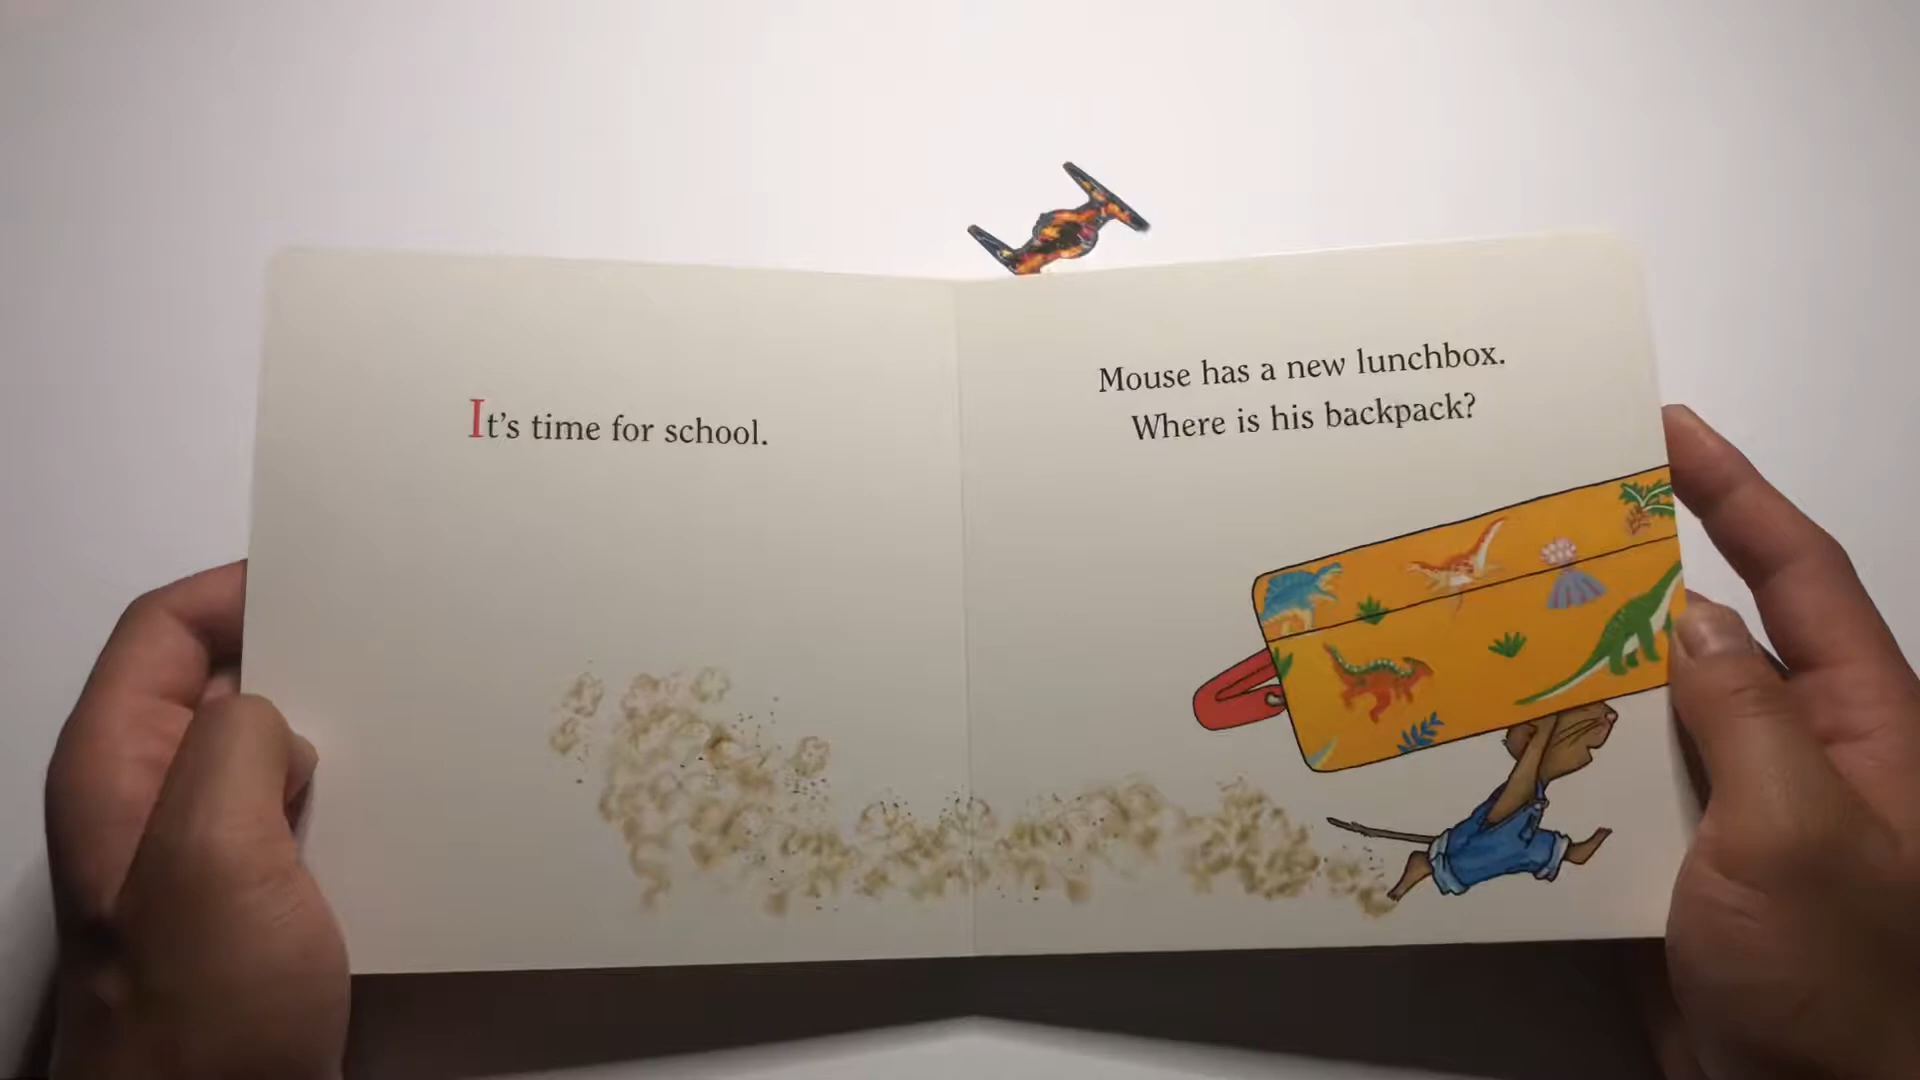 It's time for school.
Mouse has a new lunchbox.
Where is his backpack?